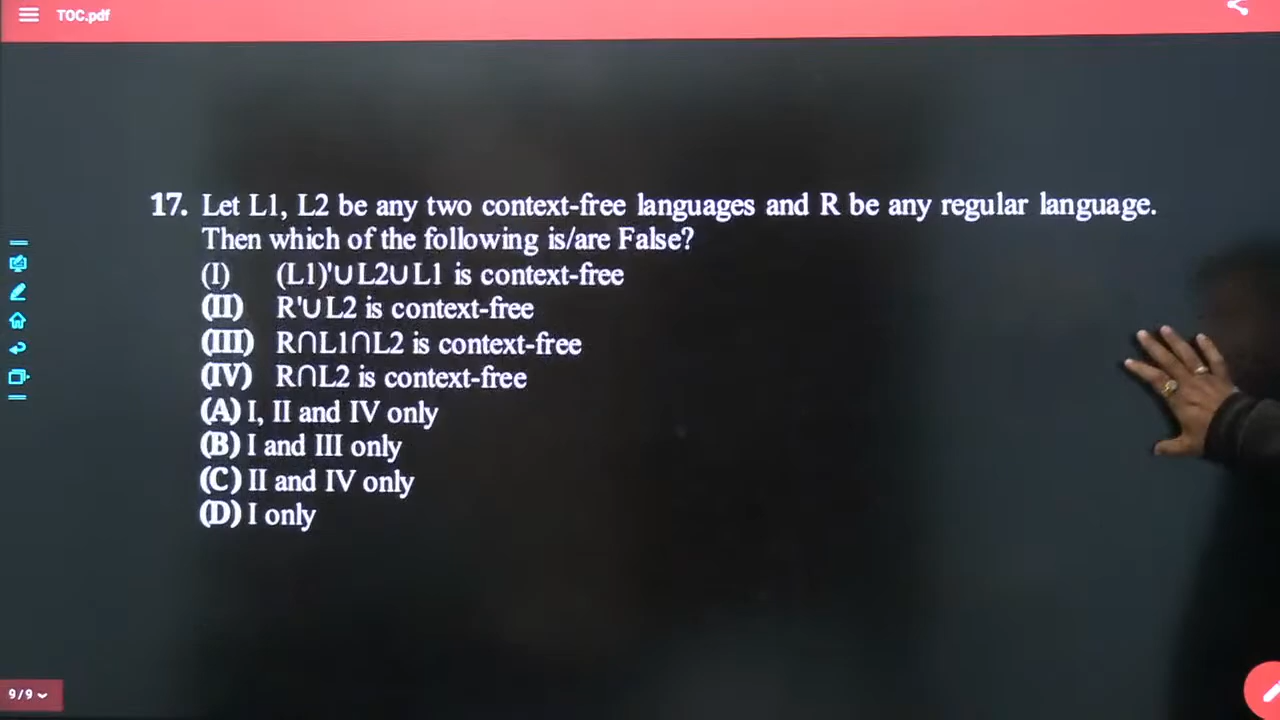 TOC.pdf
17. Let L1, L2 be any two context-free languages and R be any regular language.
Then which of the following is/are False?
(I) (L1)'∪L2∪L1 is context-free
(II) R'∪L2 is context-free
(III) R∩L1∩L2 is context-free
(IV) R∩L2 is context-free
(A) I, II and IV only
(B) I and III only
(C) II and IV only
(D) I only
9/9